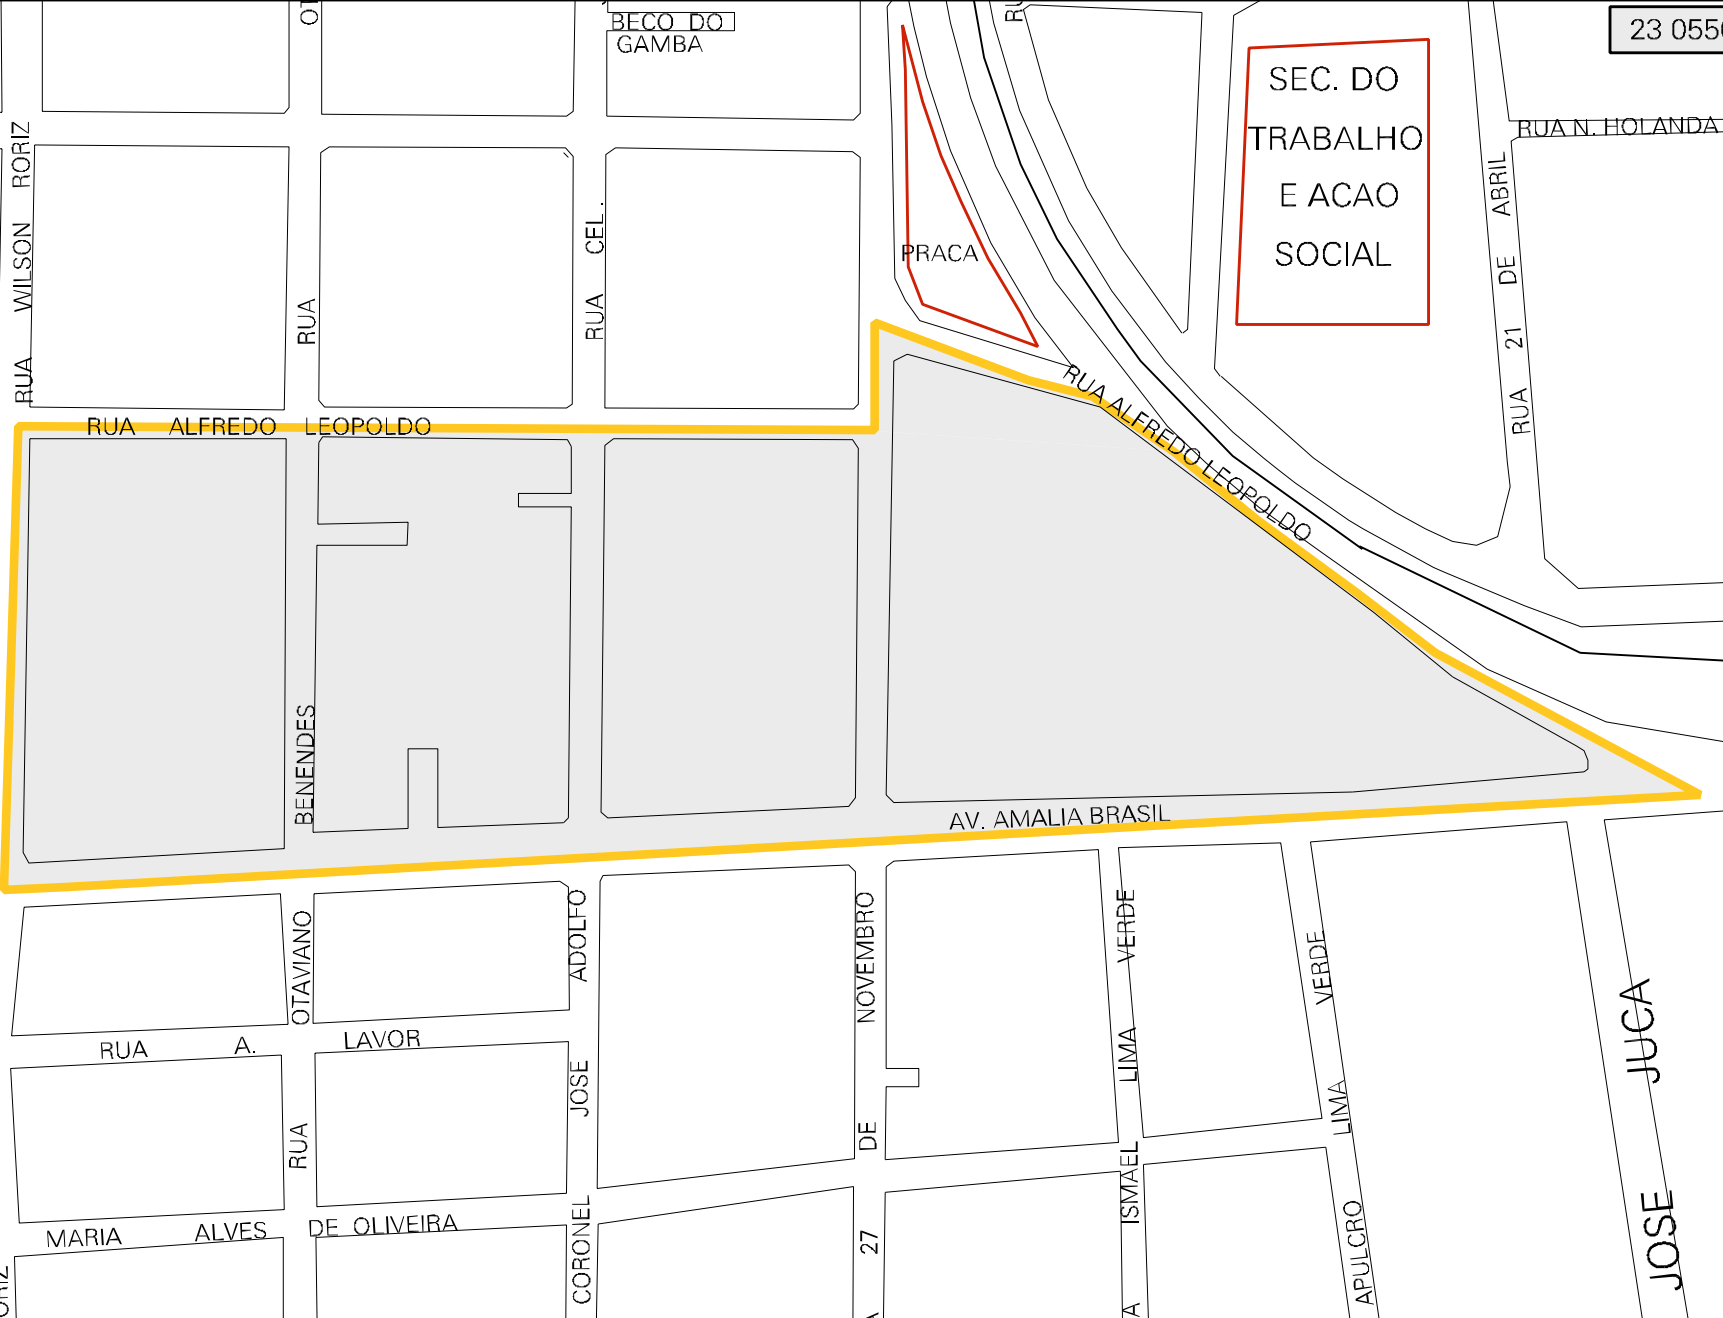 BECO DO
GAMBA
SEC. DO
TRABALHO
E ACAO
SOCIAL
RUA N. HOLANDA
PRACA
RUA WILSON RORIZ
RUA
RUA CEL.
RUA 21 DE ABRIL
RUA ALFREDO LEOPOLDO
RUA ALFREDO LEOPOLDO
BENENDES
AV. AMALIA BRASIL
OTAVIANO
RUA
CORONEL JOSE ADOLFO
27 DE NOVEMBRO
ISMAEL LIMA VERDE
APULCRO LIMA VERDE
JOSE JUCA
RUA A. LAVOR
MARIA ALVES DE OLIVEIRA